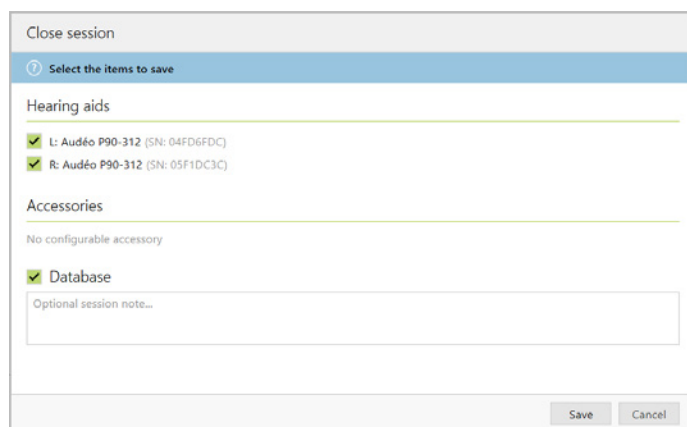 Close session
Select the items to save
Hearing aids
L: Audéo P90-312 (SN: 04FD6FDC)
R: Audéo P90-312 (SN: 05F1DC3C)
Accessories
No configurable accessory
Database
Optional session note...
Save Cancel